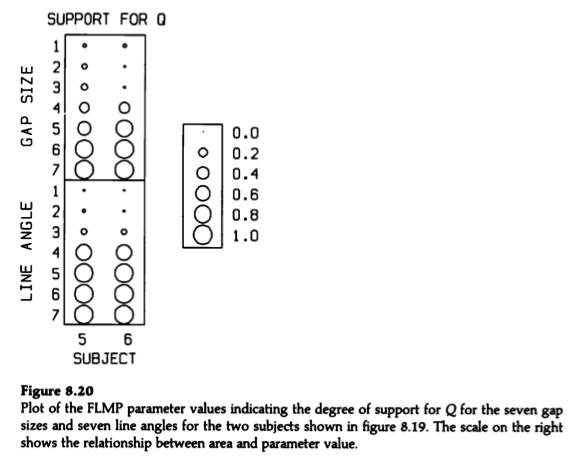 SUPPORT FOR Q
GAP SIZE
1
2
3
4
5
6
7
LINE ANGLE
1
2
3
4
5
6
7
5 6
SUBJECT
0.0
0.2
0.4
0.6
0.8
1.0
Figure 8.20
Plot of the FLMP parameter values indicating the degree of support for Q for the seven gap
sizes and seven line angles for the two subjects shown in figure 8.19. The scale on the right
shows the relationship between area and parameter value.